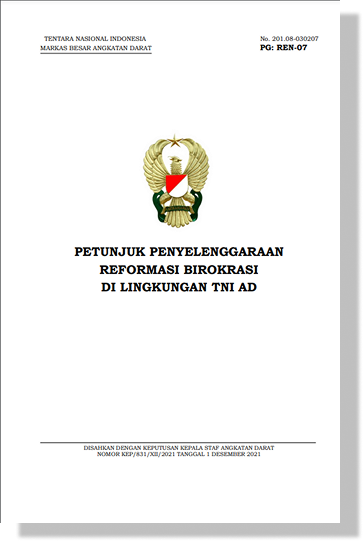 TENTARA NASIONAL INDONESIA
MARKAS BESAR ANGKATAN DARAT
No. 201.08-030207
PG: REN-07
PETUNJUK PENYELENGGARAAN
REFORMASI BIROKRASI
DI LINGKUNGAN TNI AD
DISAHKAN DENGAN KEPUTUSAN KEPALA STAF ANGKATAN DARAT
NOMOR KEP/831/XII/2021 TANGGAL 1 DESEMBER 2021